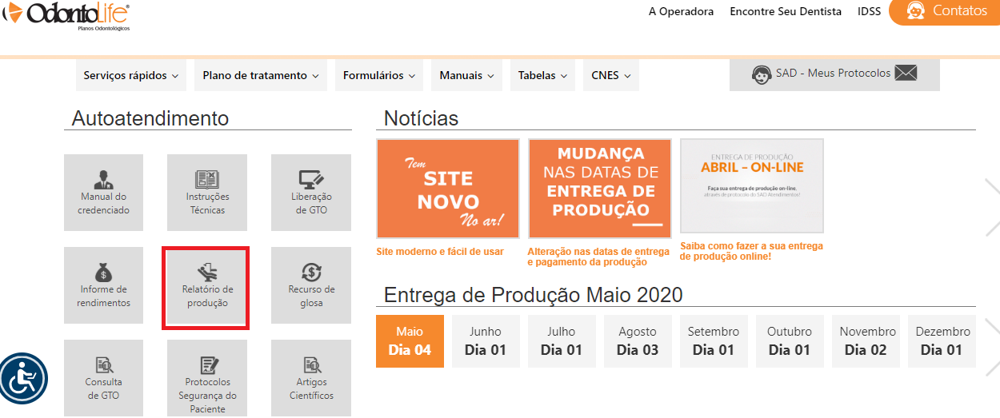 OdontoLife®
Planos Odontológicos
A Operadora
Encontre Seu Dentista
IDSS
Contatos
Serviços rápidos
Plano de tratamento
Formulários
Manuais
Tabelas
CNES
SAD - Meus Protocolos
Autoatendimento
Manual do
credenciado
Instruções
Técnicas
Liberação
de GTO
Informe de
rendimentos
Relatório de
produção
Recurso de
glosa
Consulta
de GTO
Protocolos
Segurança do
Paciente
Artigos
Científicos
Notícias
Tem
SITE
NOVO
No ar!
Site moderno e fácil de usar
MUDANÇA
NAS DATAS DE
ENTREGA DE
PRODUÇÃO
Alteração nas datas de entrega
e pagamento da produção
ENTREGA DE PRODUÇÃO
ABRIL – ON-LINE
Faça sua entrega de produção on-line,
através de protocolo do SAD Atendimentos!
Saiba como fazer a sua entrega
de produção online!
Entrega de Produção Maio 2020
Maio
Dia 04
Junho
Dia 01
Julho
Dia 01
Agosto
Dia 03
Setembro
Dia 01
Outubro
Dia 01
Novembro
Dia 02
Dezembro
Dia 01